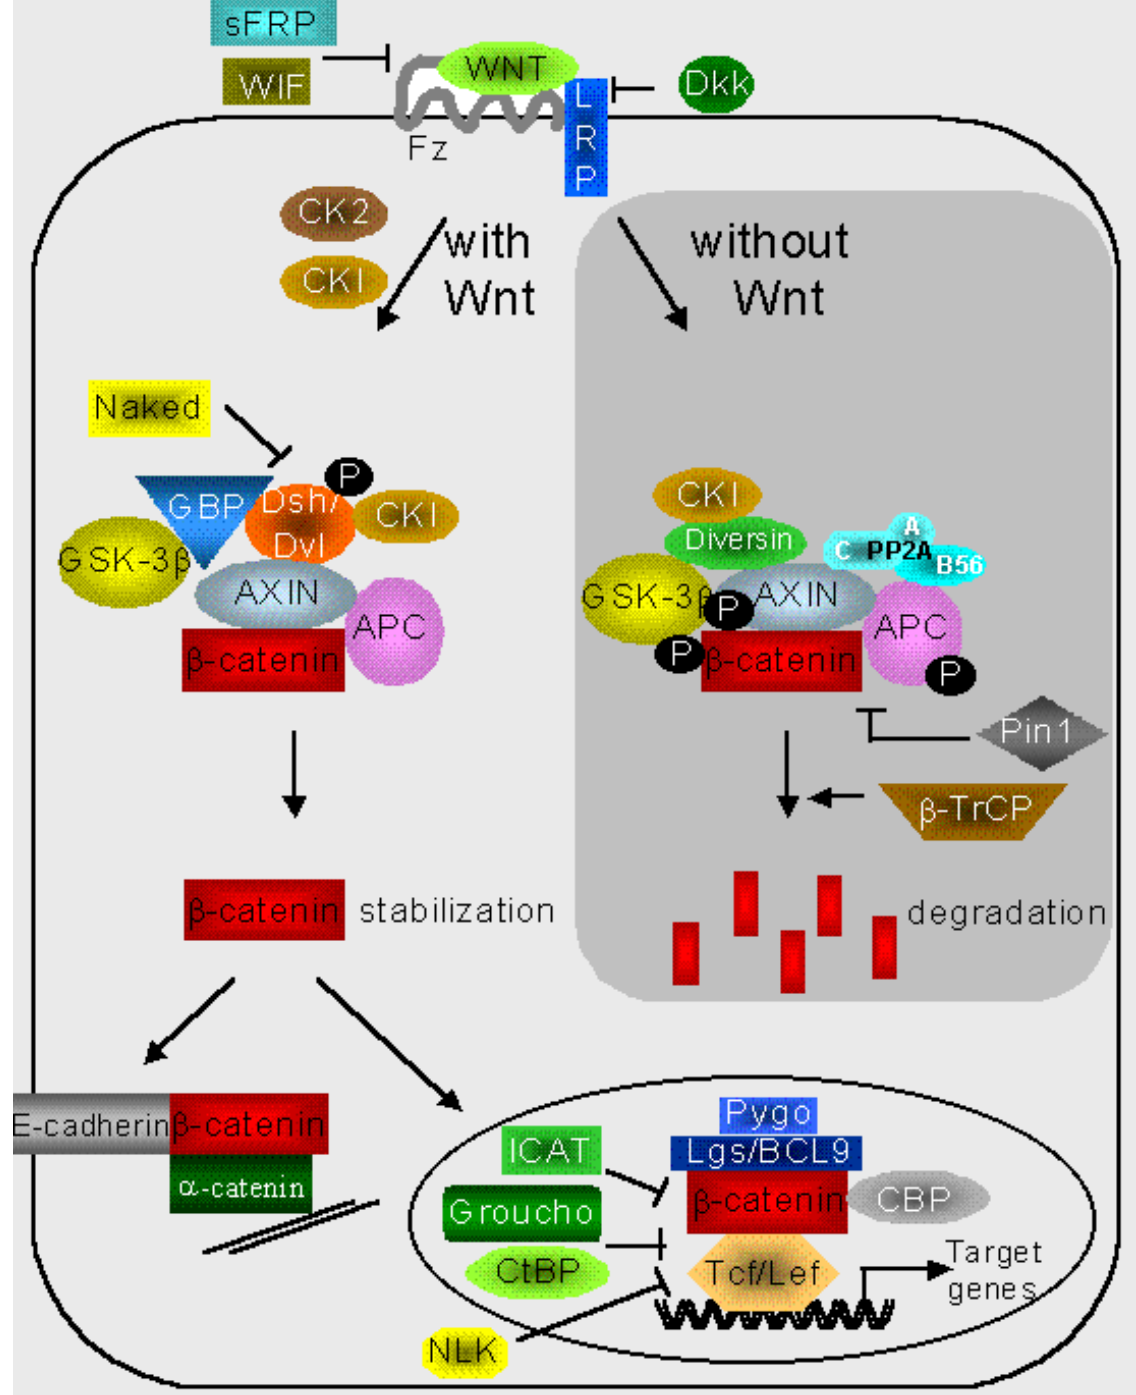 sFRP
WIF
WNT
LRP
Dkk
Fz
CK2
CKI
with
Wnt
without
Wnt
Naked
GBP
Dsh/
Dvl
P
CKI
GSK-3β
AXIN
APC
β-catenin
CKI
Diversin
A
C PP2A
B56
GSK-3β
P
AXIN
APC
P
β-catenin
P
Pin1
β-TrCP
β-catenin stabilization
degradation
E-cadherin
β-catenin
α-catenin
Pygo
Lgs/BCL9
ICAT
β-catenin
CBP
Groucho
CtBP
Tcf/Lef
Target
genes
NLK